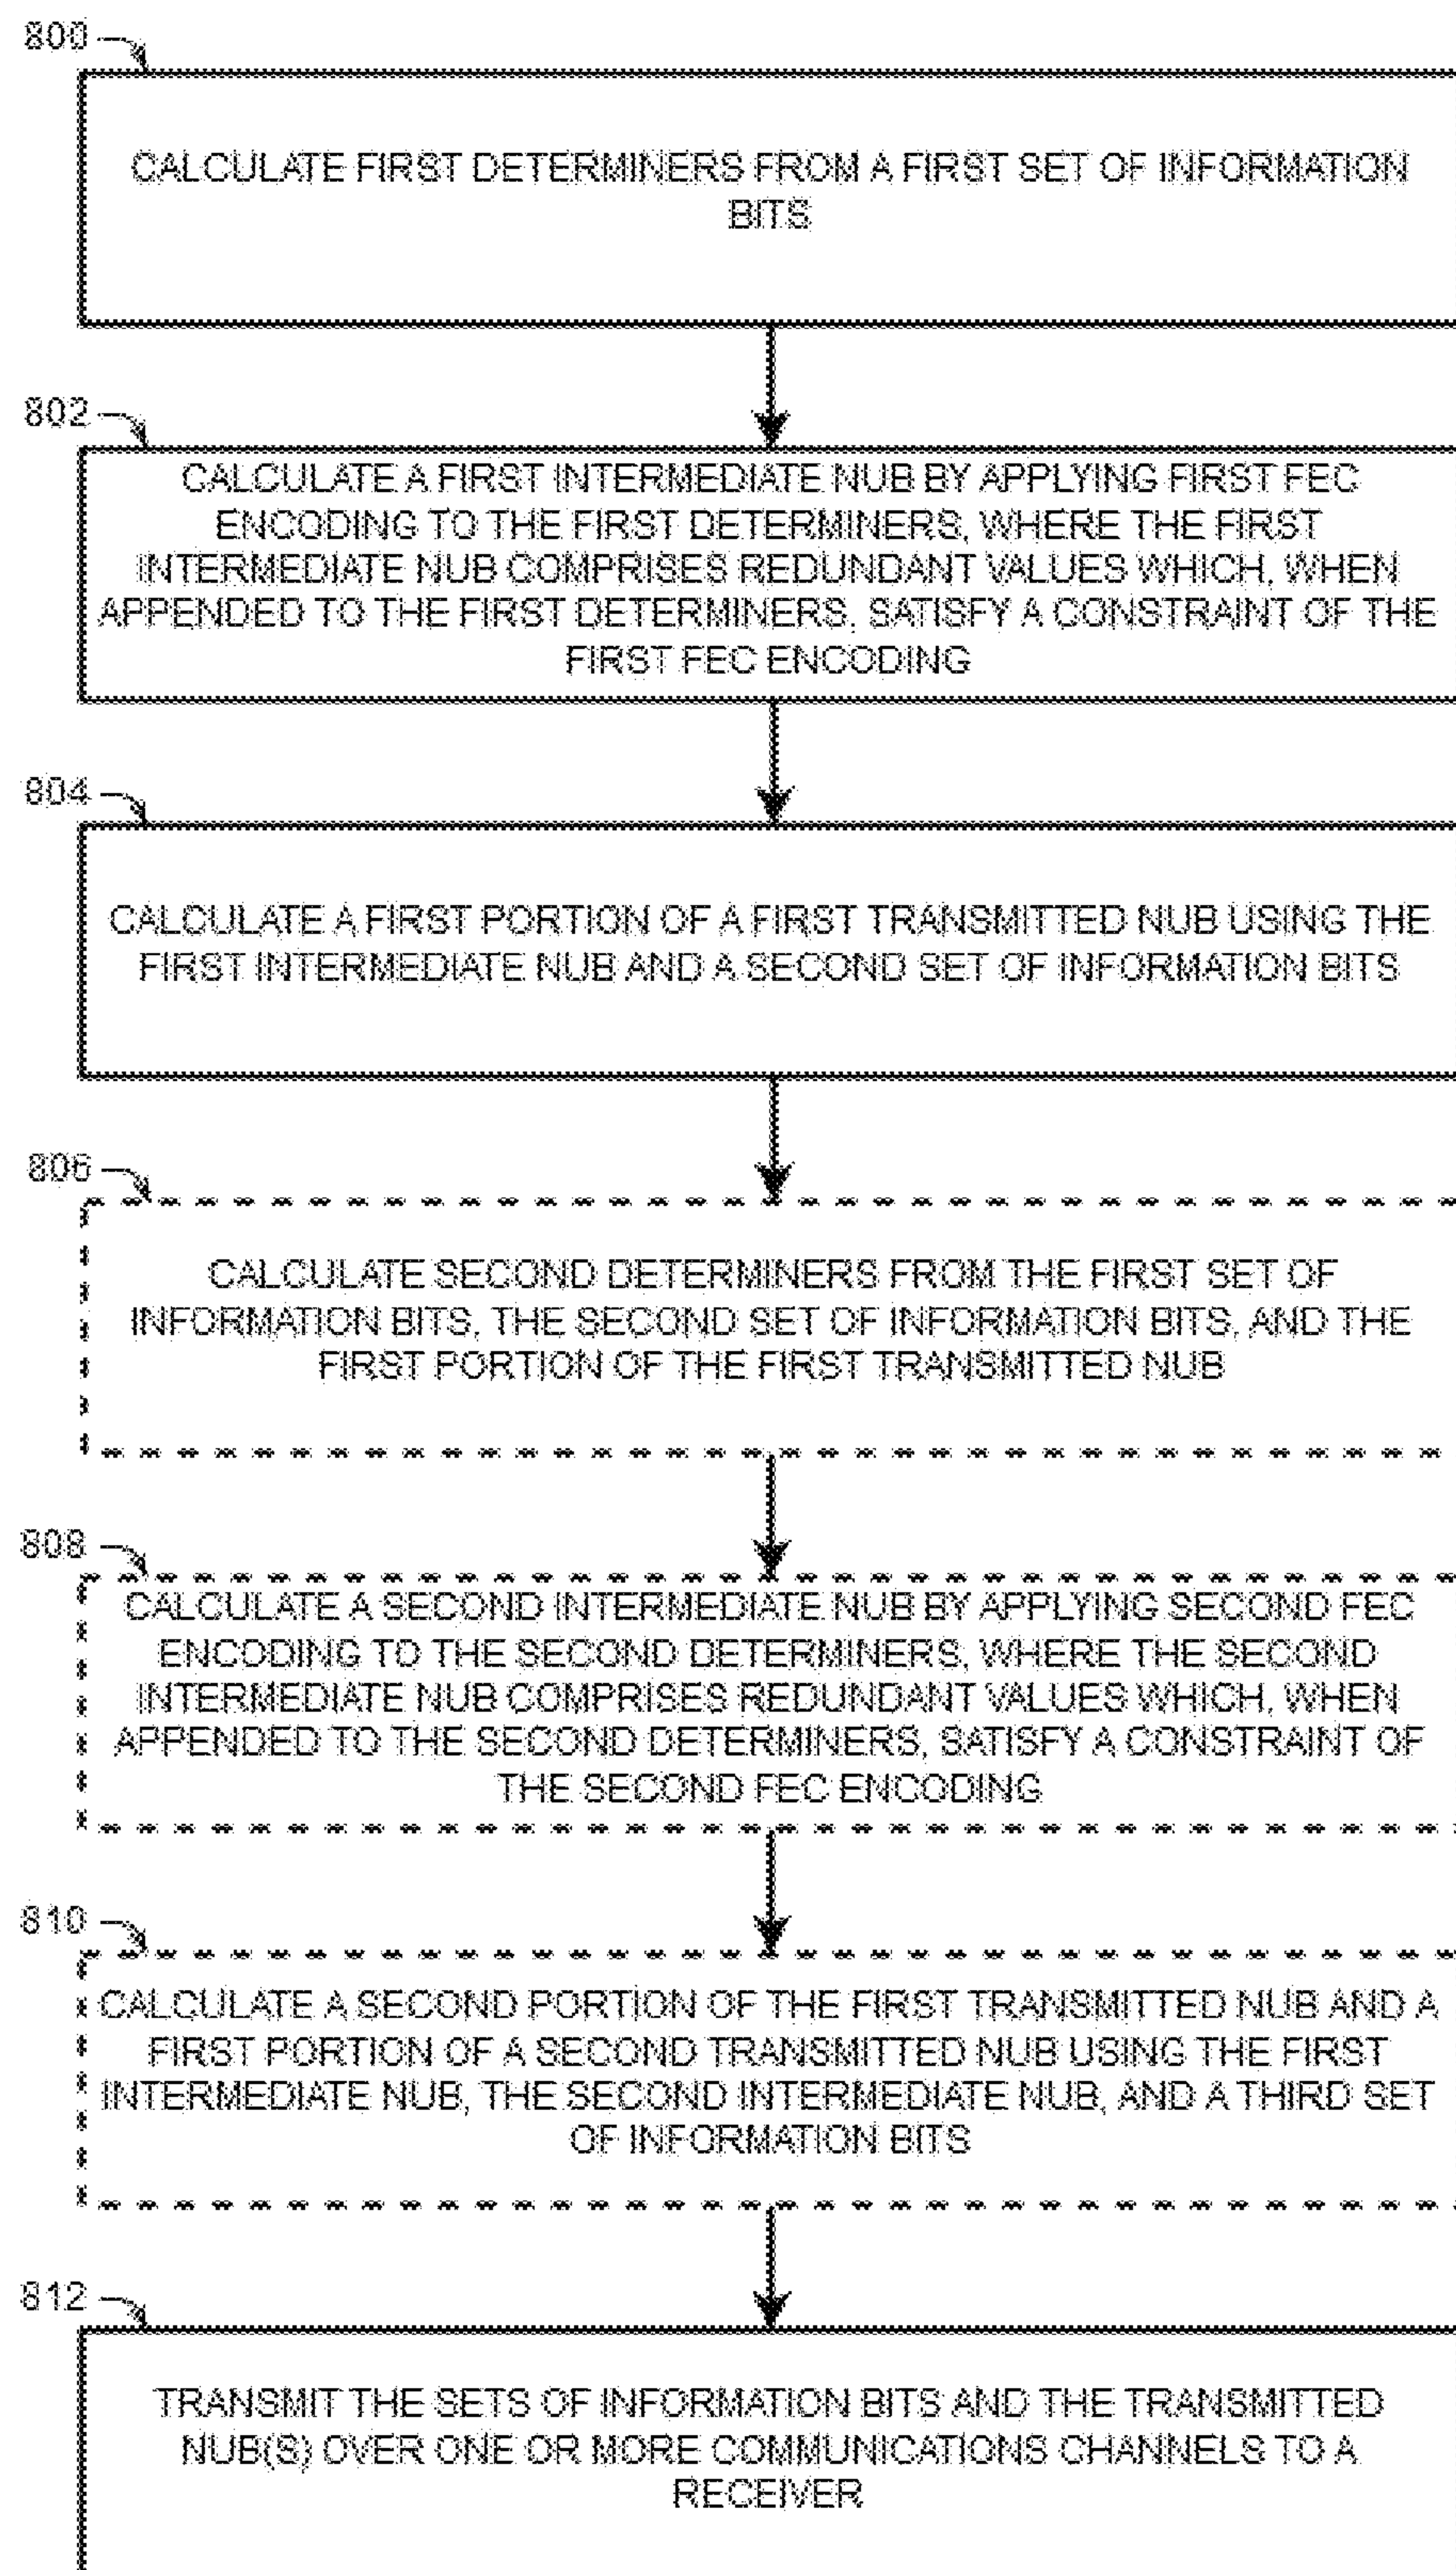 800
CALCULATE FIRST DETERMINERS FROM A FIRST SET OF INFORMATION
BITS
802
CALCULATE A FIRST INTERMEDIATE NUB BY APPLYING FIRST FEC
ENCODING TO THE FIRST DETERMINERS, WHERE THE FIRST
INTERMEDIATE NUB COMPRISES REDUNDANT VALUES WHICH, WHEN
APPENDED TO THE FIRST DETERMINERS, SATISFY A CONSTRAINT OF THE
FIRST FEC ENCODING
804
CALCULATE A FIRST PORTION OF A FIRST TRANSMITTED NUB USING THE
FIRST INTERMEDIATE NUB AND A SECOND SET OF INFORMATION BITS
806
CALCULATE SECOND DETERMINERS FROM THE FIRST SET OF
INFORMATION BITS, THE SECOND SET OF INFORMATION BITS, AND THE
FIRST PORTION OF THE FIRST TRANSMITTED NUB
808
CALCULATE A SECOND INTERMEDIATE NUB BY APPLYING SECOND FEC
ENCODING TO THE SECOND DETERMINERS, WHERE THE SECOND
INTERMEDIATE NUB COMPRISES REDUNDANT VALUES WHICH, WHEN
APPENDED TO THE SECOND DETERMINERS, SATISFY A CONSTRAINT OF
THE SECOND FEC ENCODING
810
CALCULATE A SECOND PORTION OF THE FIRST TRANSMITTED NUB AND A
FIRST PORTION OF A SECOND TRANSMITTED NUB USING THE FIRST
INTERMEDIATE NUB, THE SECOND INTERMEDIATE NUB, AND A THIRD SET
OF INFORMATION BITS
812
TRANSMIT THE SETS OF INFORMATION BITS AND THE TRANSMITTED
NUB(S) OVER ONE OR MORE COMMUNICATIONS CHANNELS TO A
RECEIVER